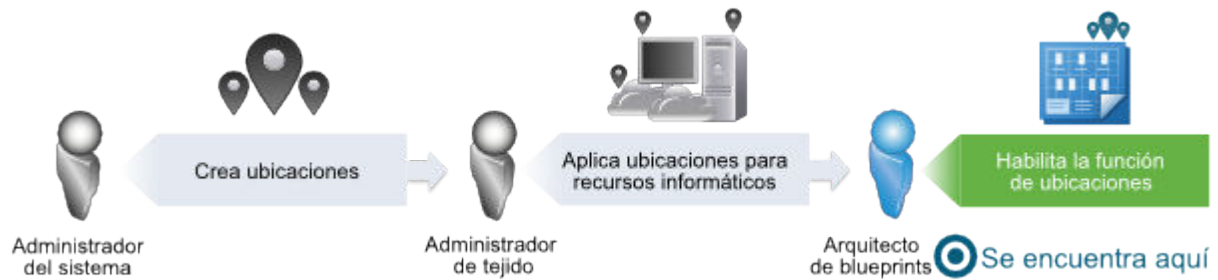 Crea ubicaciones
Aplica ubicaciones para
recursos informáticos
Habilita la función
de ubicaciones
Administrador
del sistema
Administrador
de tejido
Arquitecto
de blueprints
Se encuentra aquí